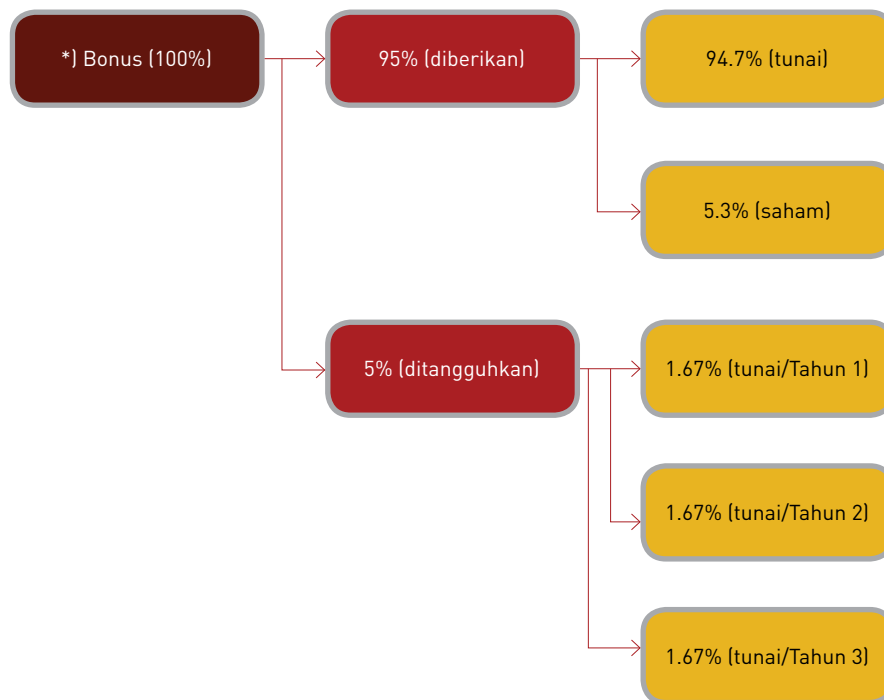 *) Bonus (100%)
95% (diberikan)
94.7% (tunai)
5.3% (saham)
5% (ditangguhkan)
1.67% (tunai/Tahun 1)
1.67% (tunai/Tahun 2)
1.67% (tunai/Tahun 3)